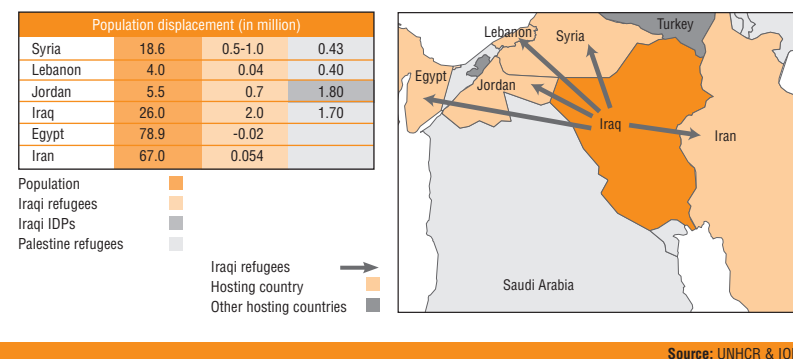 Population displacement (in million)
Syria 18.6 0.5-1.0 0.43
Lebanon 4.0 0.04 0.40
Jordan 5.5 0.7 1.80
Iraq 26.0 2.0 1.70
Egypt 78.9 -0.02
Iran 67.0 0.054
Population
Iraqi refugees
Iraqi IDPs
Palestine refugees
Iraqi refugees
Hosting country
Other hosting countries
Turkey
Lebanon
Syria
Egypt
Jordan
Iraq
Iran
Saudi Arabia
Source: UNHCR &